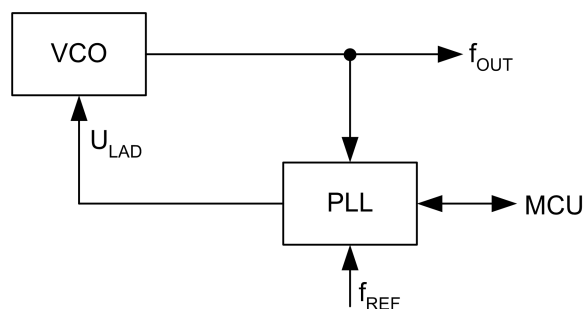 VCO
f_OUT
U_LAD
PLL
MCU
f_REF